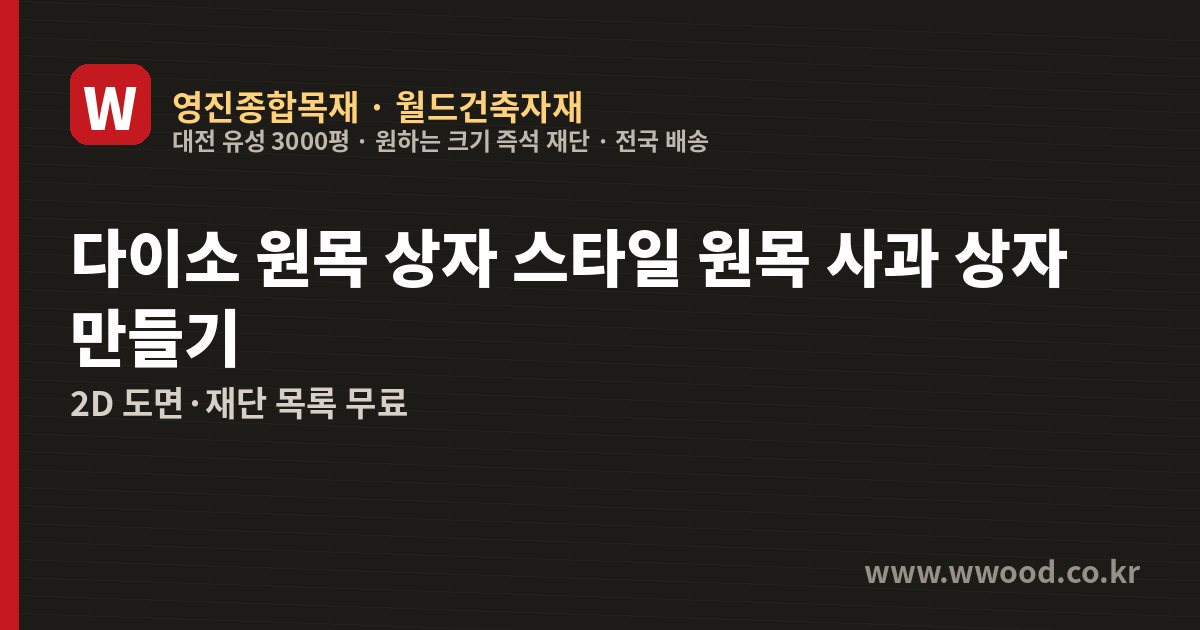 W
영진종합목재 · 월드건축자재
대전 유성 3000평 · 원하는 크기 즉석 재단 · 전국 배송
다이소 원목 상자 스타일 원목 사과 상자
만들기
2D 도면·재단 목록 무료
www.wwood.co.kr